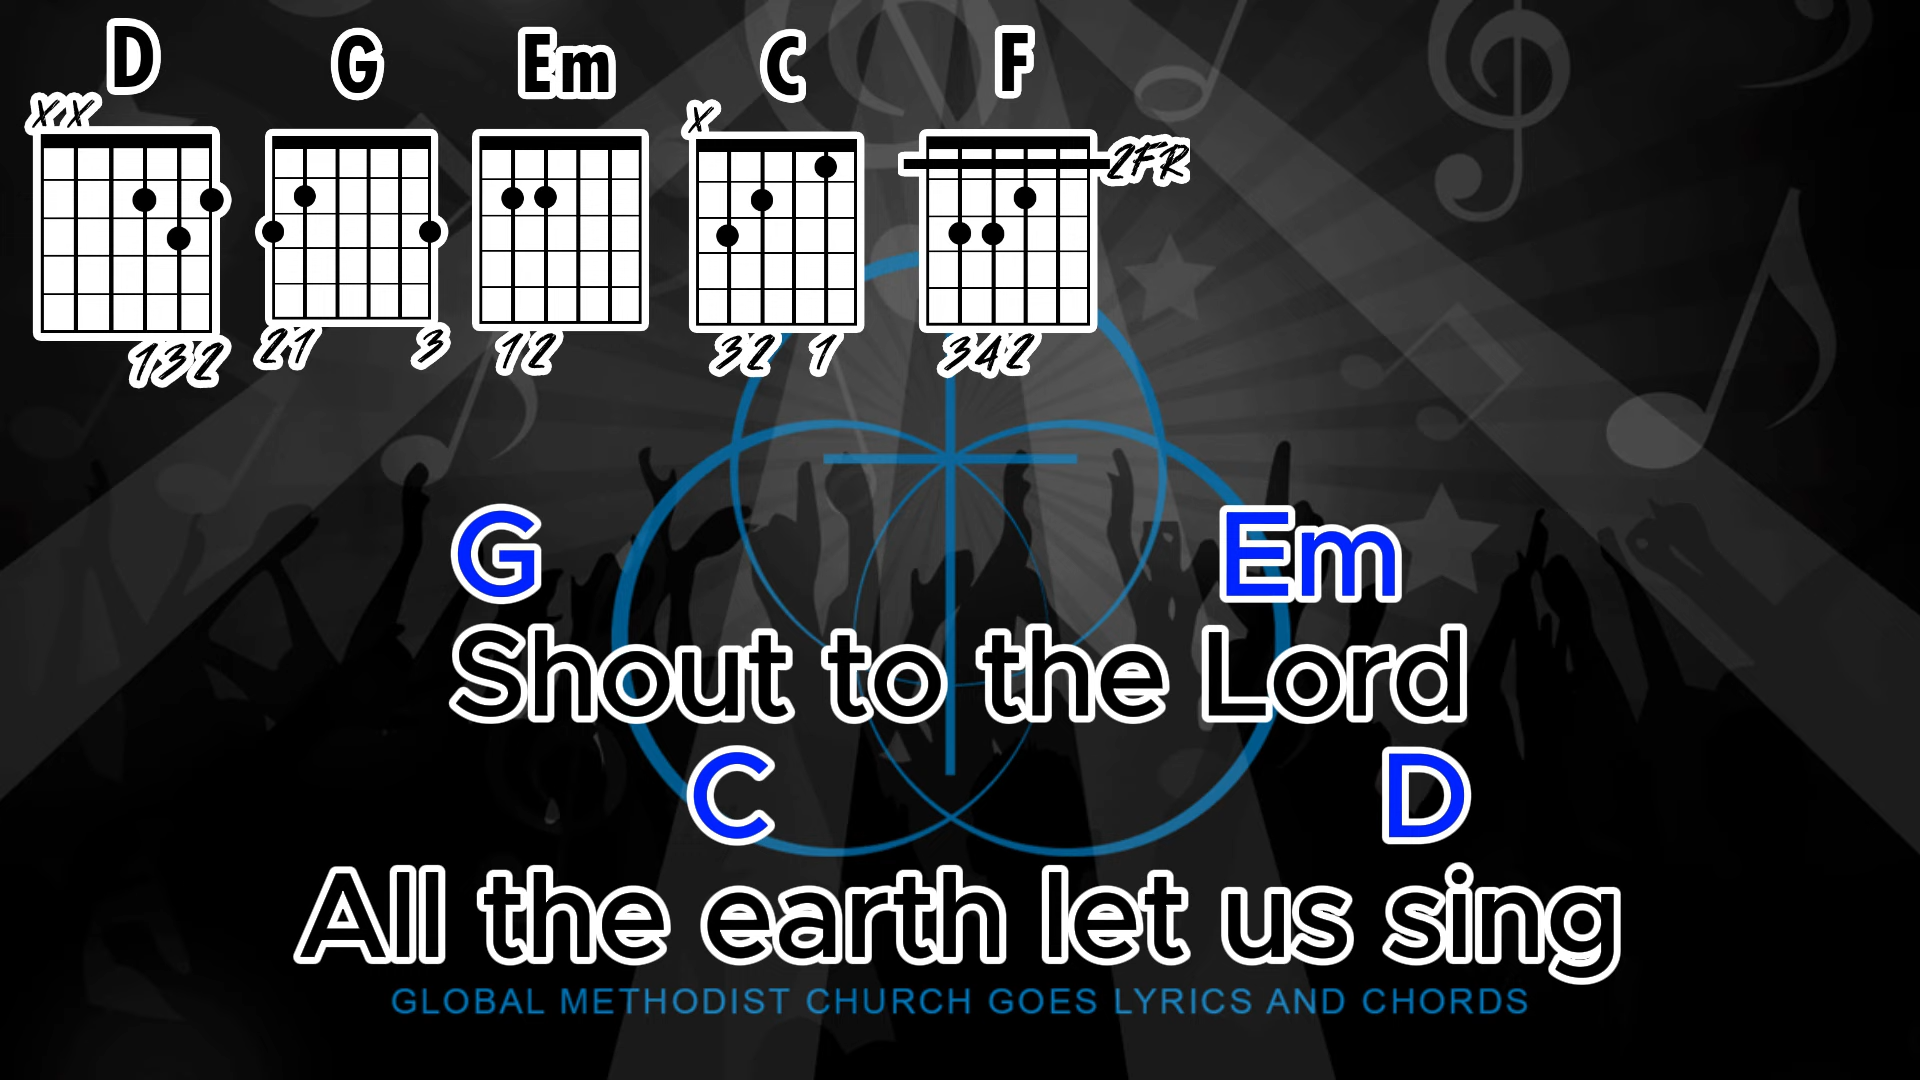 D G Em C F
XX X 2FR
132 21 3 12 32 1 342
G Em
Shout to the Lord
C D
All the earth let us sing
GLOBAL METHODIST CHURCH GOES LYRICS AND CHORDS